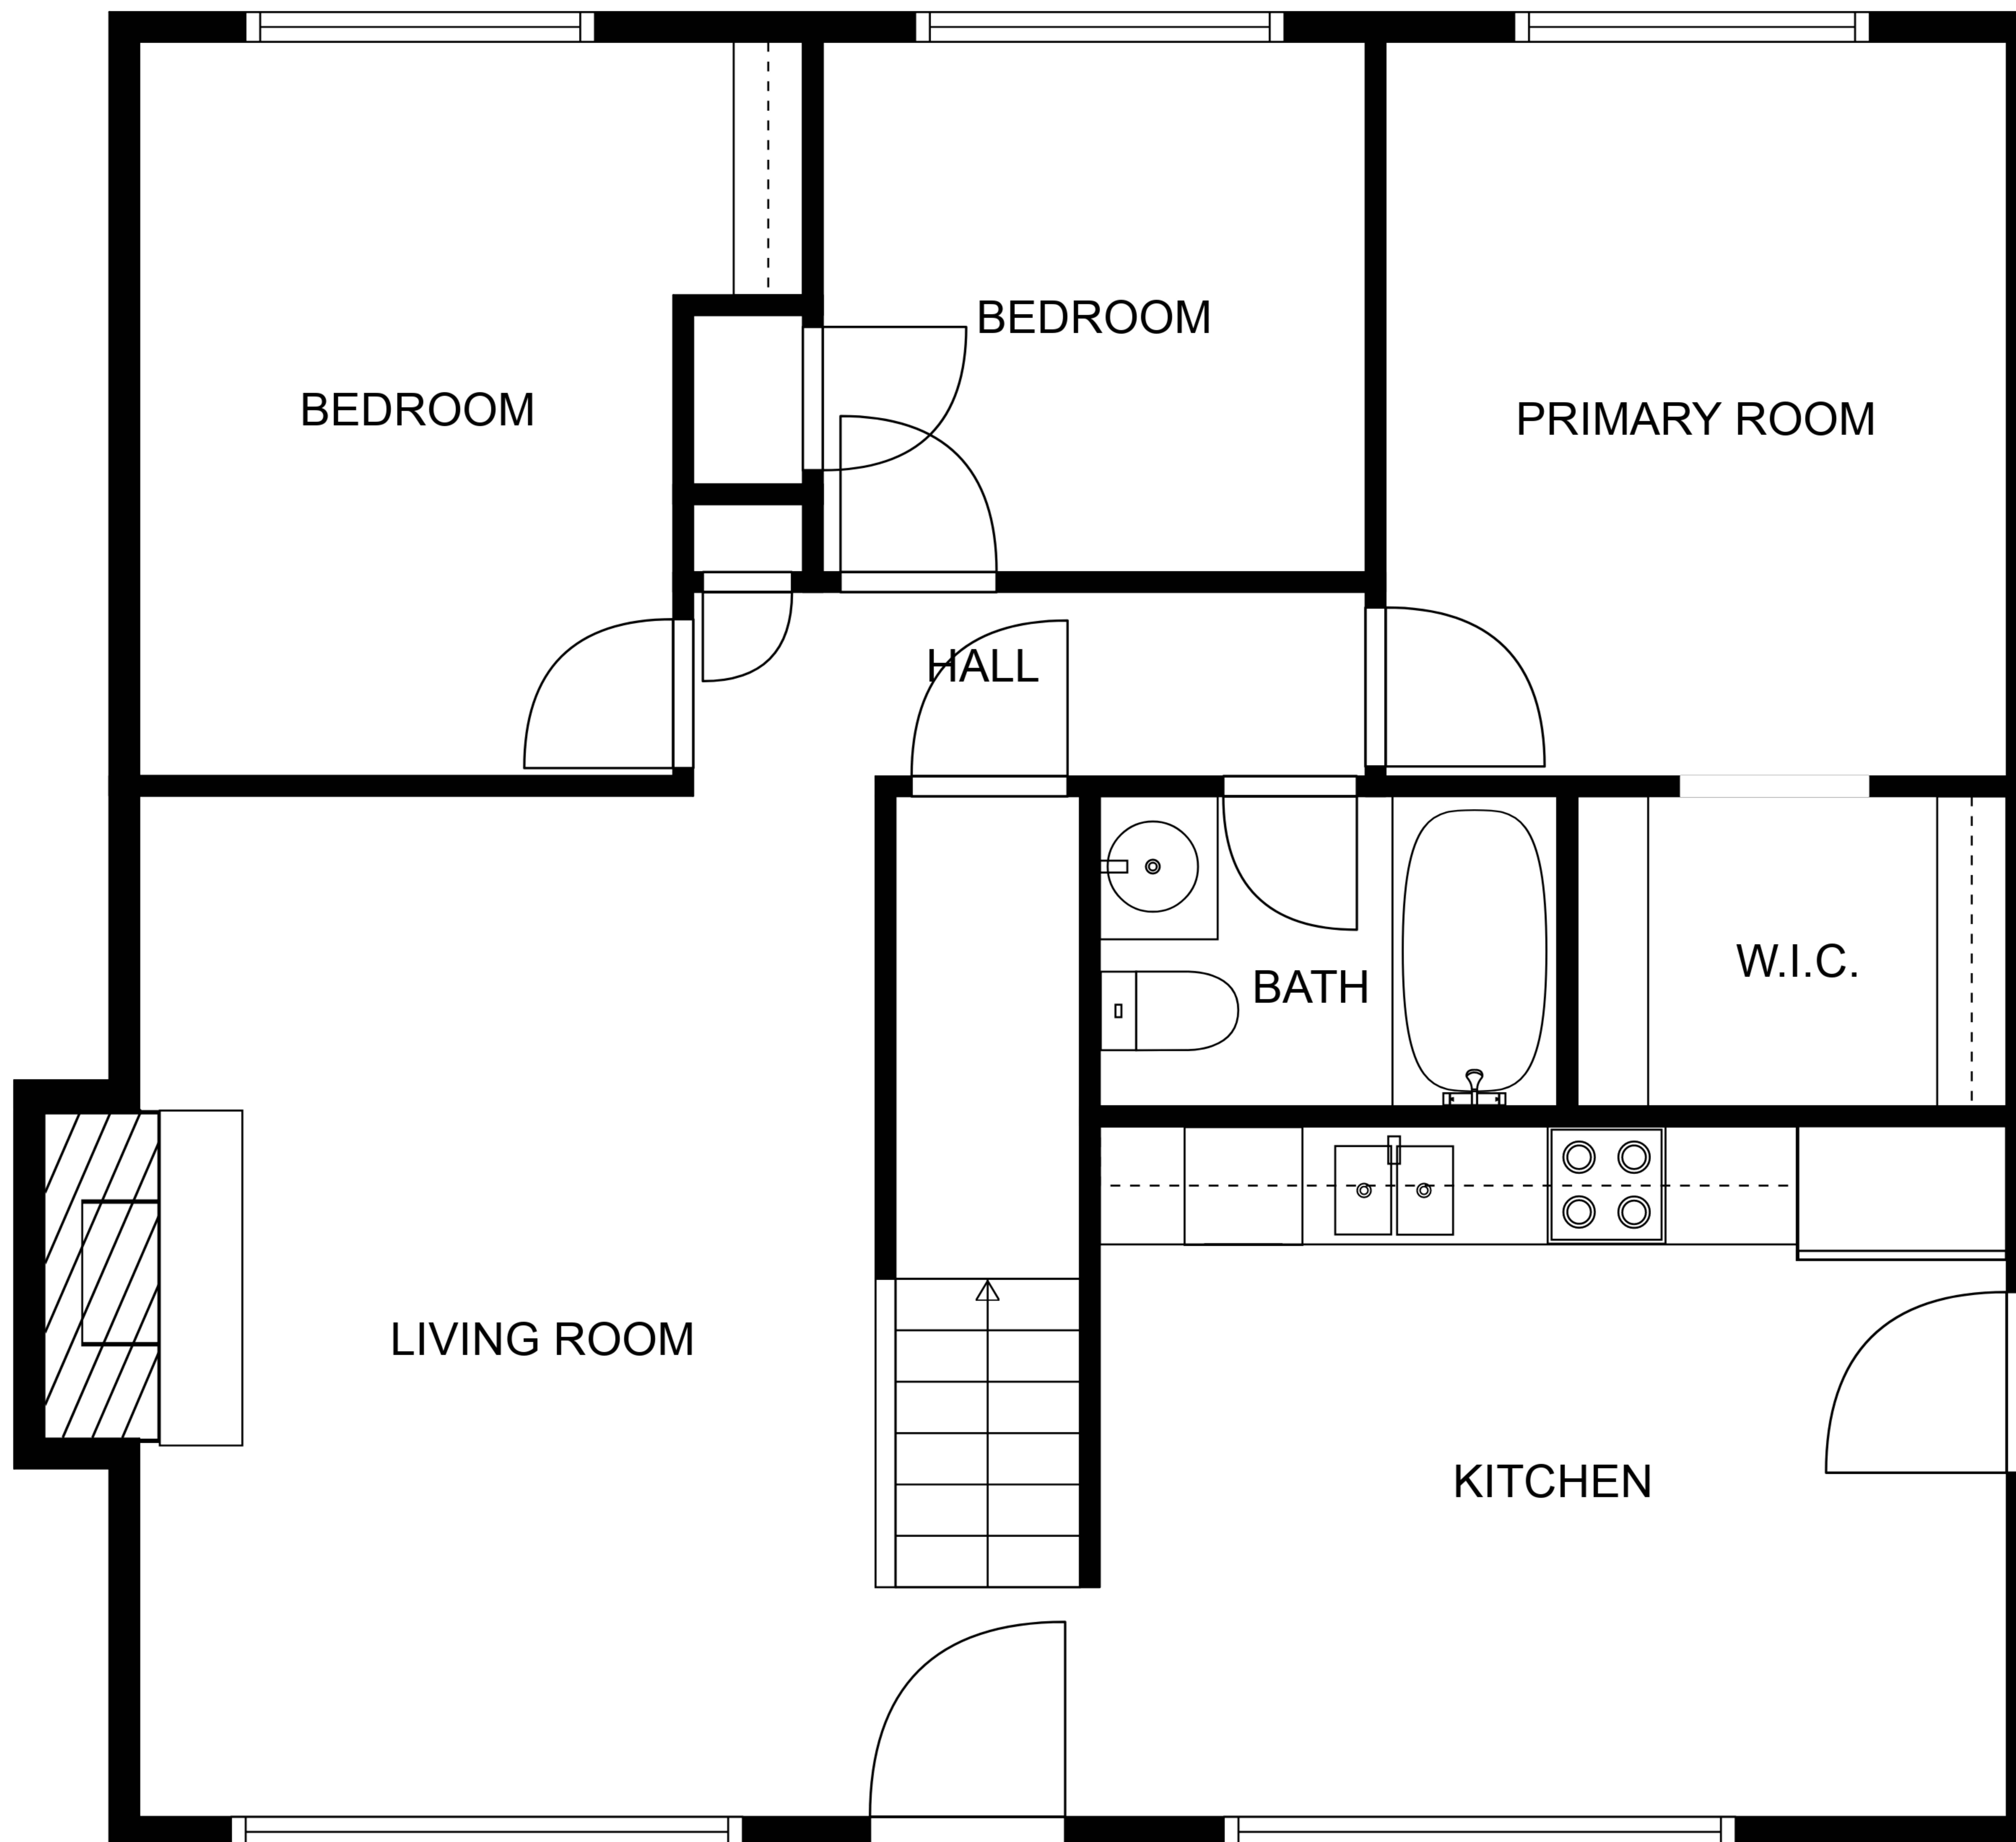 BEDROOM
BEDROOM
PRIMARY ROOM
HALL
BATH
W.I.C.
LIVING ROOM
KITCHEN